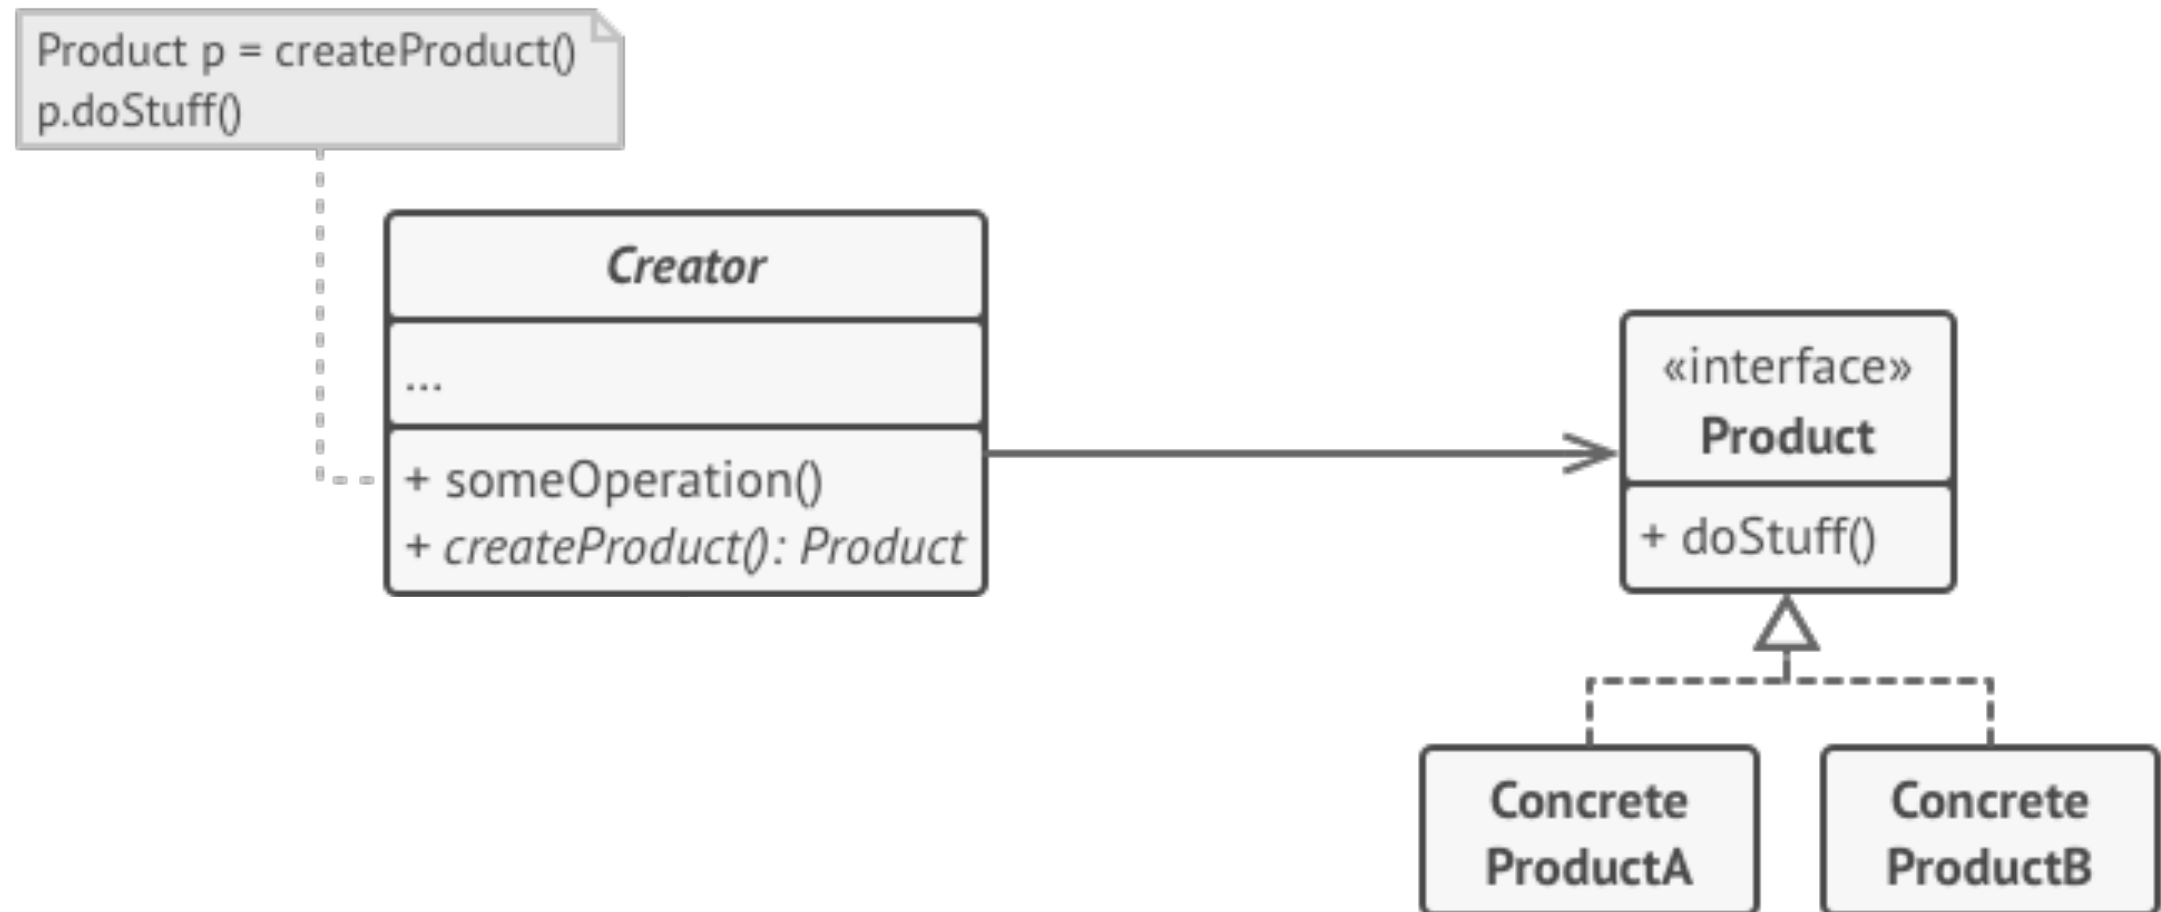 Product p = createProduct()
p.doStuff()
Creator
...
+ someOperation()
+ createProduct(): Product
«interface»
Product
+ doStuff()
Concrete
ProductA
Concrete
ProductB